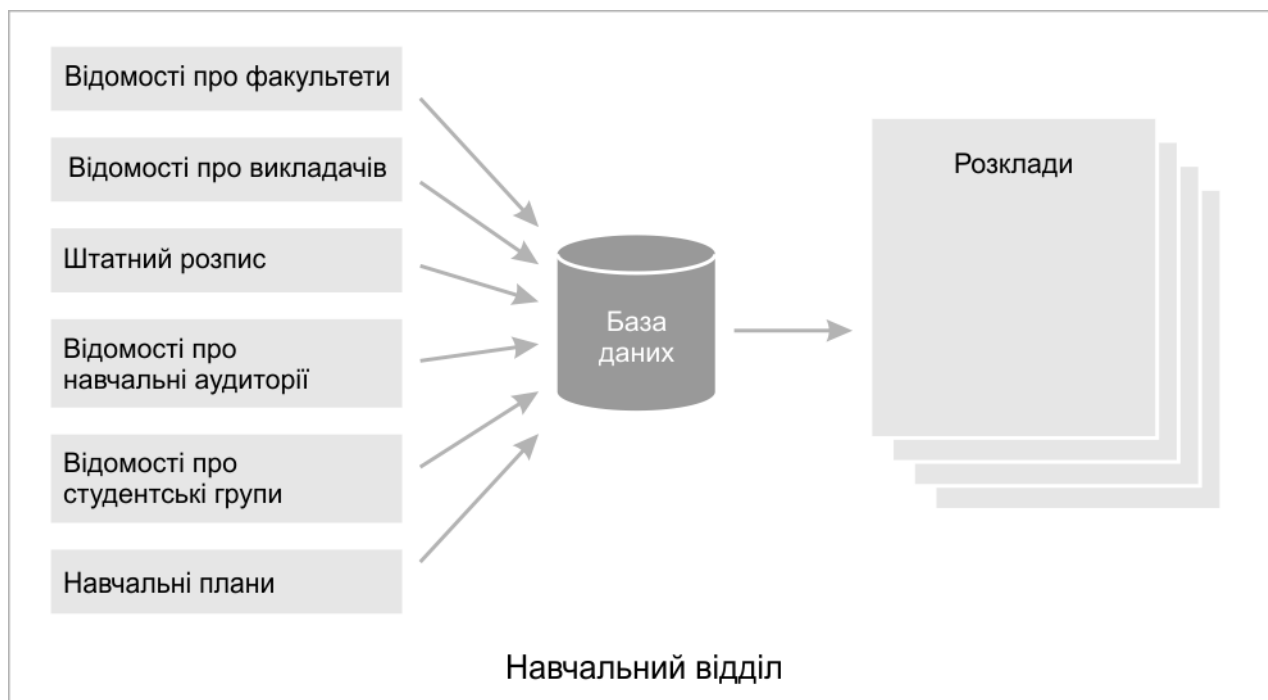 Відомості про факультети
Відомості про викладачів
Штатний розпис
Відомості про
навчальні аудиторії
Відомості про
студентські групи
Навчальні плани
База
даних
Розклади
Навчальний відділ